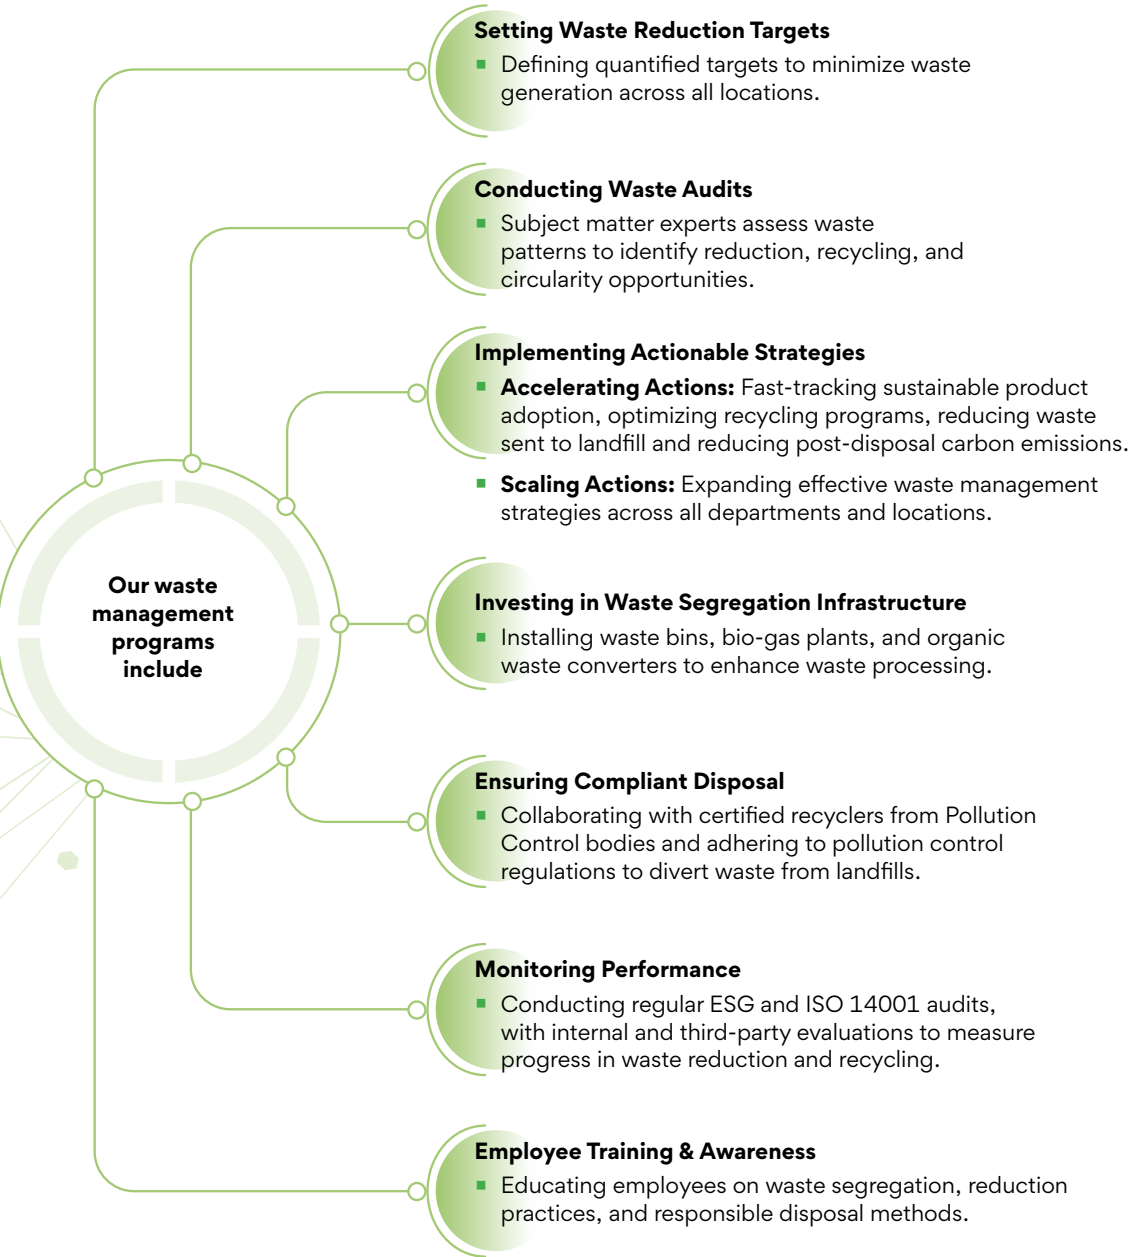 Setting Waste Reduction Targets
Defining quantified targets to minimize waste
generation across all locations.
Conducting Waste Audits
Subject matter experts assess waste
patterns to identify reduction, recycling, and
circularity opportunities.
Implementing Actionable Strategies
Accelerating Actions: Fast-tracking sustainable product
adoption, optimizing recycling programs, reducing waste
sent to landfill and reducing post-disposal carbon emissions.
Scaling Actions: Expanding effective waste management
strategies across all departments and locations.
Our waste
management
programs
include
Investing in Waste Segregation Infrastructure
Installing waste bins, bio-gas plants, and organic
waste converters to enhance waste processing.
Ensuring Compliant Disposal
Collaborating with certified recyclers from Pollution
Control bodies and adhering to pollution control
regulations to divert waste from landfills.
Monitoring Performance
Conducting regular ESG and ISO 14001 audits,
with internal and third-party evaluations to measure
progress in waste reduction and recycling.
Employee Training & Awareness
Educating employees on waste segregation, reduction
practices, and responsible disposal methods.